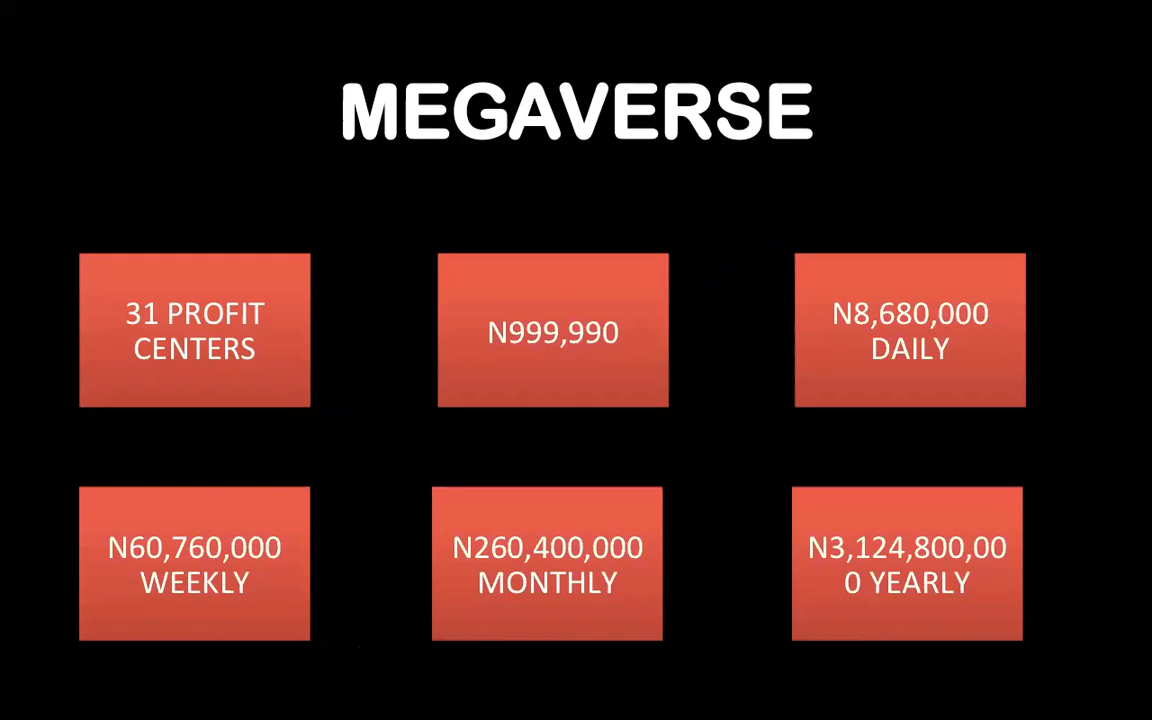 MEGAVERSE
31 PROFIT
CENTERS
N999,990
N8,680,000
DAILY
N60,760,000
WEEKLY
N260,400,000
MONTHLY
N3,124,800,00
0 YEARLY